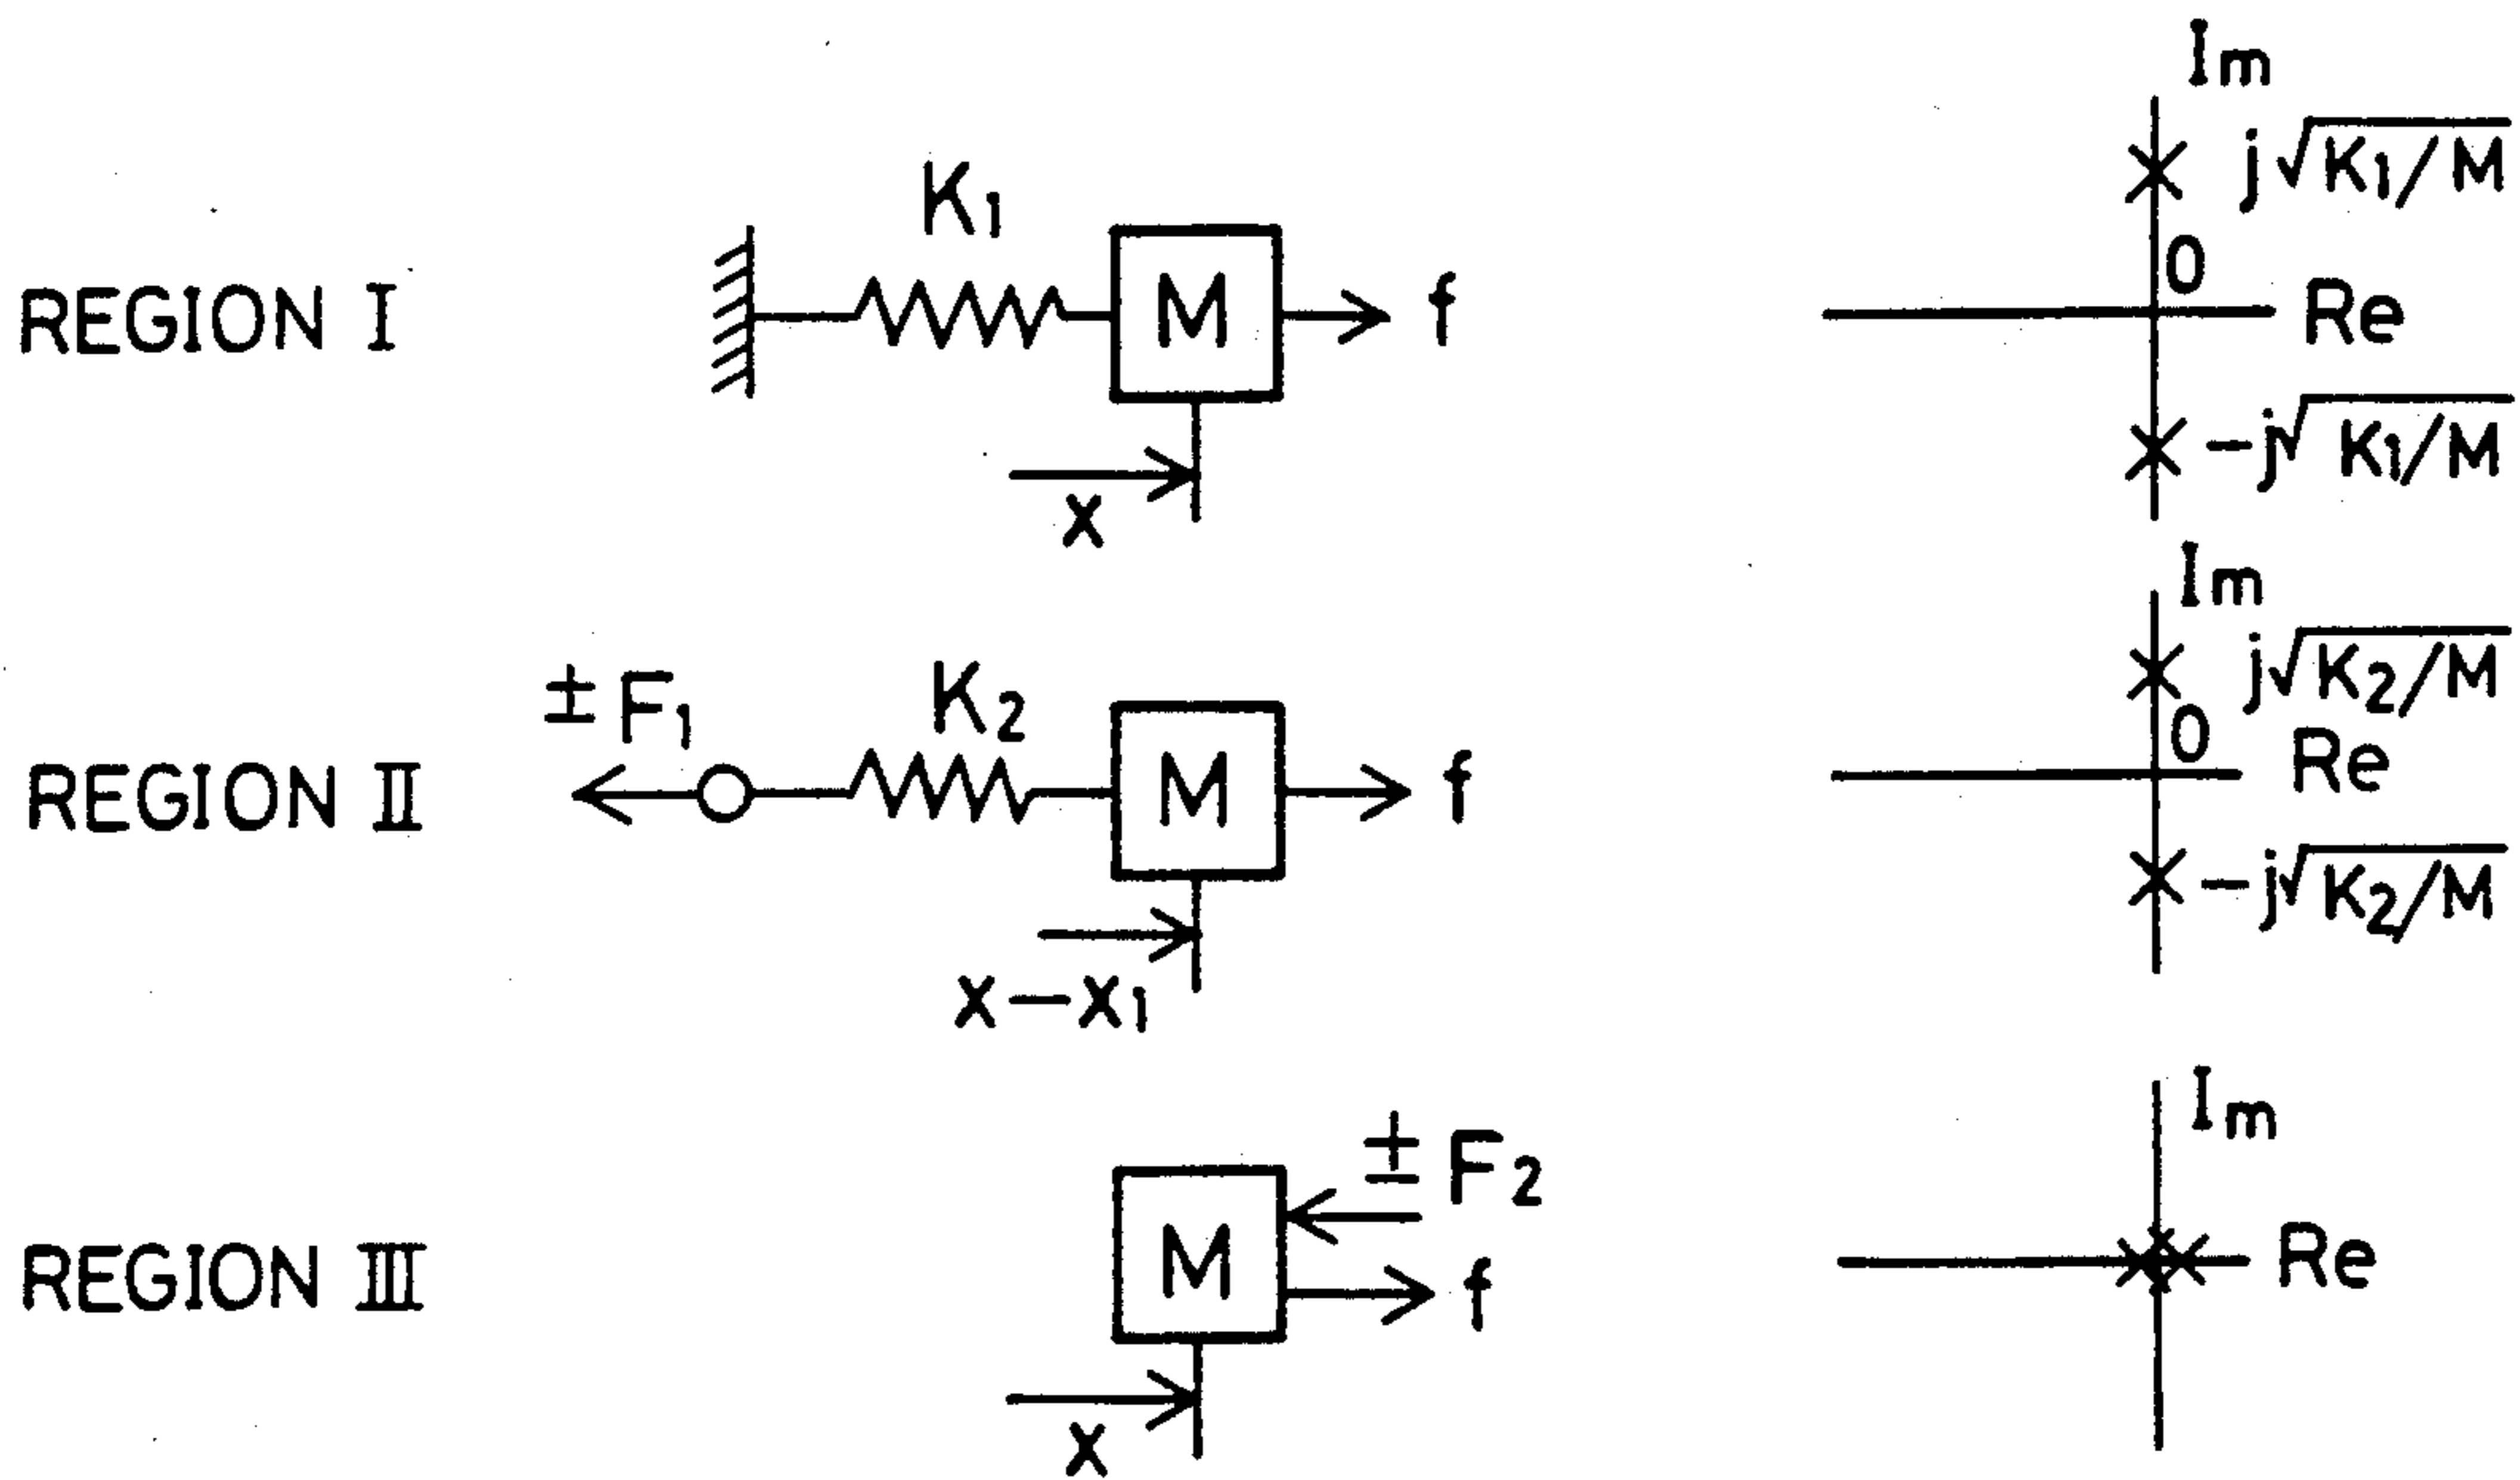 REGION I
K1
M
f
x
Im
j√K1/M
0
Re
-j√K1/M
REGION II
±F1
K2
M
f
x-x1
Im
j√K2/M
0
Re
-j√K2/M
REGION III
M
±F2
f
x
Im
Re